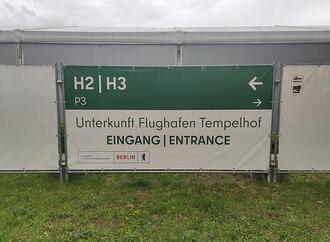 H2 | H3 ←
P3 →
Unterkunft Flughafen Tempelhof
EINGANG | ENTRANCE
BERLIN